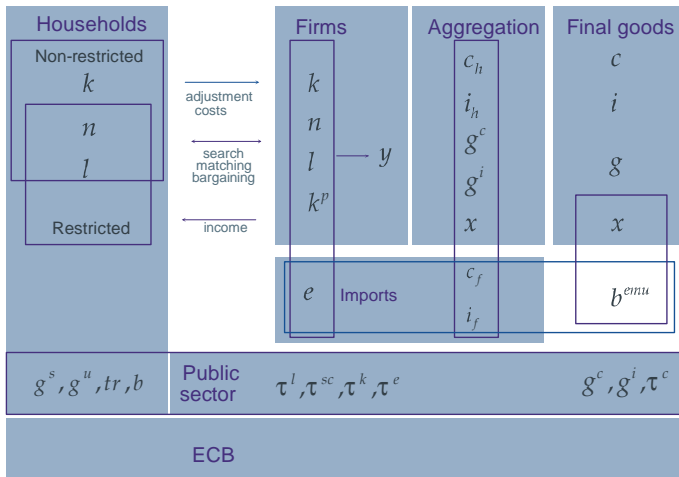 Households
Firms
Aggregation
Final goods
Non-restricted
k
n
l
Restricted
adjustment
costs
search
matching
bargaining
income
k
n
l
k^p
y
c_h
i_h
g^c
g^i
x
c
i
g
x
e
Imports
c_f
i_f
b^{emu}
g^s, g^u, tr, b
Public
sector
τ^l, τ^{sc}, τ^k, τ^e
g^c, g^i, τ^c
ECB